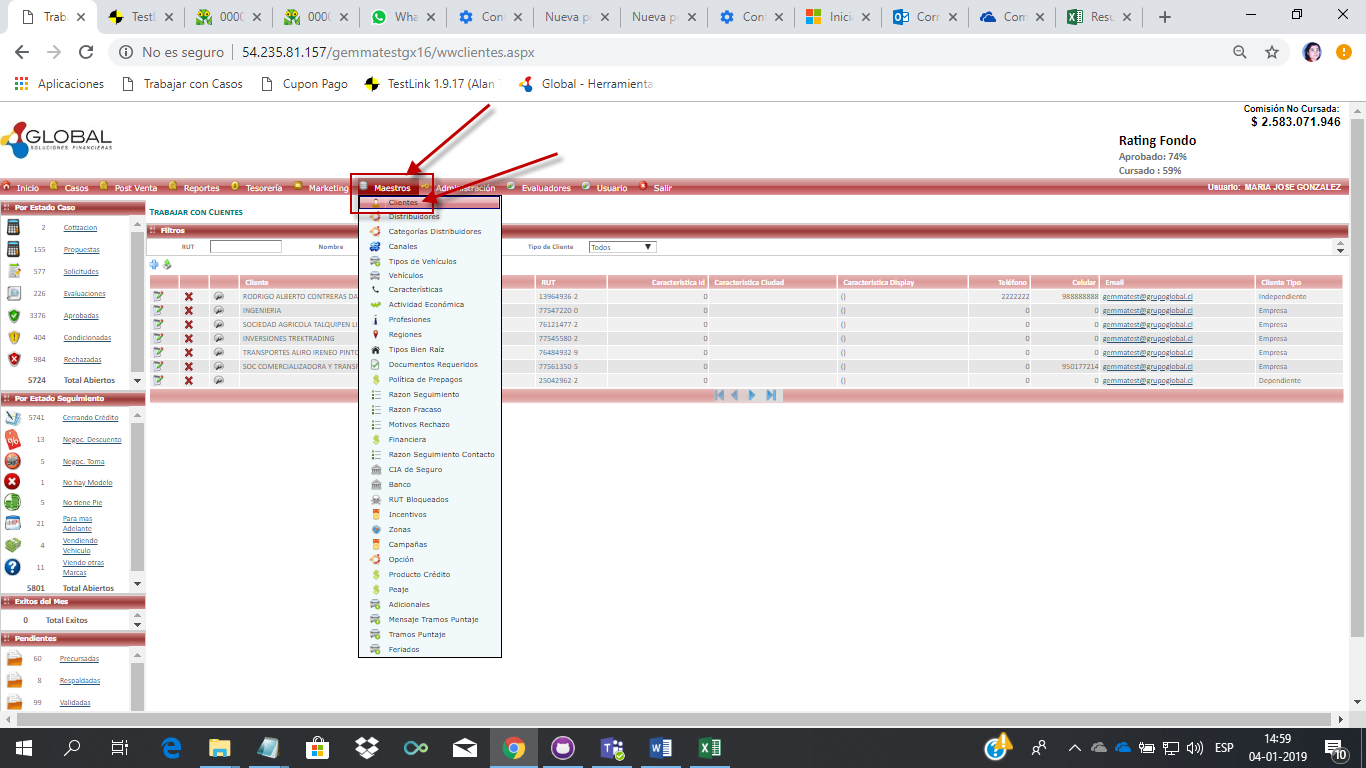 Trab
TestL
0000
0000
Wha
Cont
Nueva p
Nueva p
Cont
Inici
Corr
Com
Resu
No es seguro | 54.235.81.157/gemmatestgx16/wwclientes.aspx
Aplicaciones
Trabajar con Casos
Cupon Pago
TestLink 1.9.17 (Alan
Global - Herramienta
Comisión No Cursada:
$ 2.583.071.946
GLOBAL
SOLUCIONES FINANCIERAS
Rating Fondo
Aprobado: 74%
Cursado : 59%
Inicio Casos Post Venta Reportes Tesorería Marketing Maestros Administración Evaluadores Usuario Salir Usuario: MARIA JOSE GONZALEZ
Por Estado Caso
2 Cotizacion
155 Propuestas
577 Solicitudes
226 Evaluaciones
3376 Aprobadas
404 Condicionadas
984 Rechazadas
5724 Total Abiertos
Por Estado Seguimiento
5741 Cerrando Crédito
13 Negoc. Descuento
5 Negoc. Toma
1 No hay Modelo
5 No tiene Pie
21 Para mas
Adelante
4 Vendiendo
Vehiculo
11 Viendo otras
Marcas
5801 Total Abiertos
Exitos del Mes
0 Total Exitos
Pendientes
60 Precursadas
8 Respaldadas
99 Validadas
TRABAJAR CON CLIENTES
Filtros
RUT Nombre Tipo de Cliente Todos
Cliente RUT Caracteristica Id Caracteristica Ciudad Caracteristica Display Teléfono Celular Email Cliente Tipo
RODRIGO ALBERTO CONTRERAS DA 13964936-2 0 () 2222222 988888888 gemmatest@grupoglobal.cl Independiente
INGENIERIA 77547220-0 0 () 0 0 gemmatest@grupoglobal.cl Empresa
SOCIEDAD AGRICOLA TALQUIPEN LI 76121477-2 0 () 0 0 gemmatest@grupoglobal.cl Empresa
INVERSIONES TREKTRADING 77545580-2 0 () 0 0 gemmatest@grupoglobal.cl Empresa
TRANSPORTES ALIRO IRENEO PINTO 76484932-9 0 () 0 0 gemmatest@grupoglobal.cl Empresa
SOC COMERCIALIZADORA Y TRANSP 77561350-5 0 () 0 950177214 gemmatest@grupoglobal.cl Empresa
25042962-2 0 () 0 0 gemmatest@grupoglobal.cl Dependiente
Clientes
Distribuidores
Categorías Distribuidores
Canales
Tipos de Vehículos
Vehículos
Características
Actividad Económica
Profesiones
Regiones
Tipos Bien Raíz
Documentos Requeridos
Política de Prepagos
Razon Seguimiento
Razon Fracaso
Motivos Rechazo
Financiera
Razon Seguimiento Contacto
CIA de Seguro
Banco
RUT Bloqueados
Incentivos
Zonas
Campañas
Opción
Producto Crédito
Peaje
Adicionales
Mensaje Tramos Puntaje
Tramos Puntaje
Feriados
ESP
14:59
04-01-2019
10